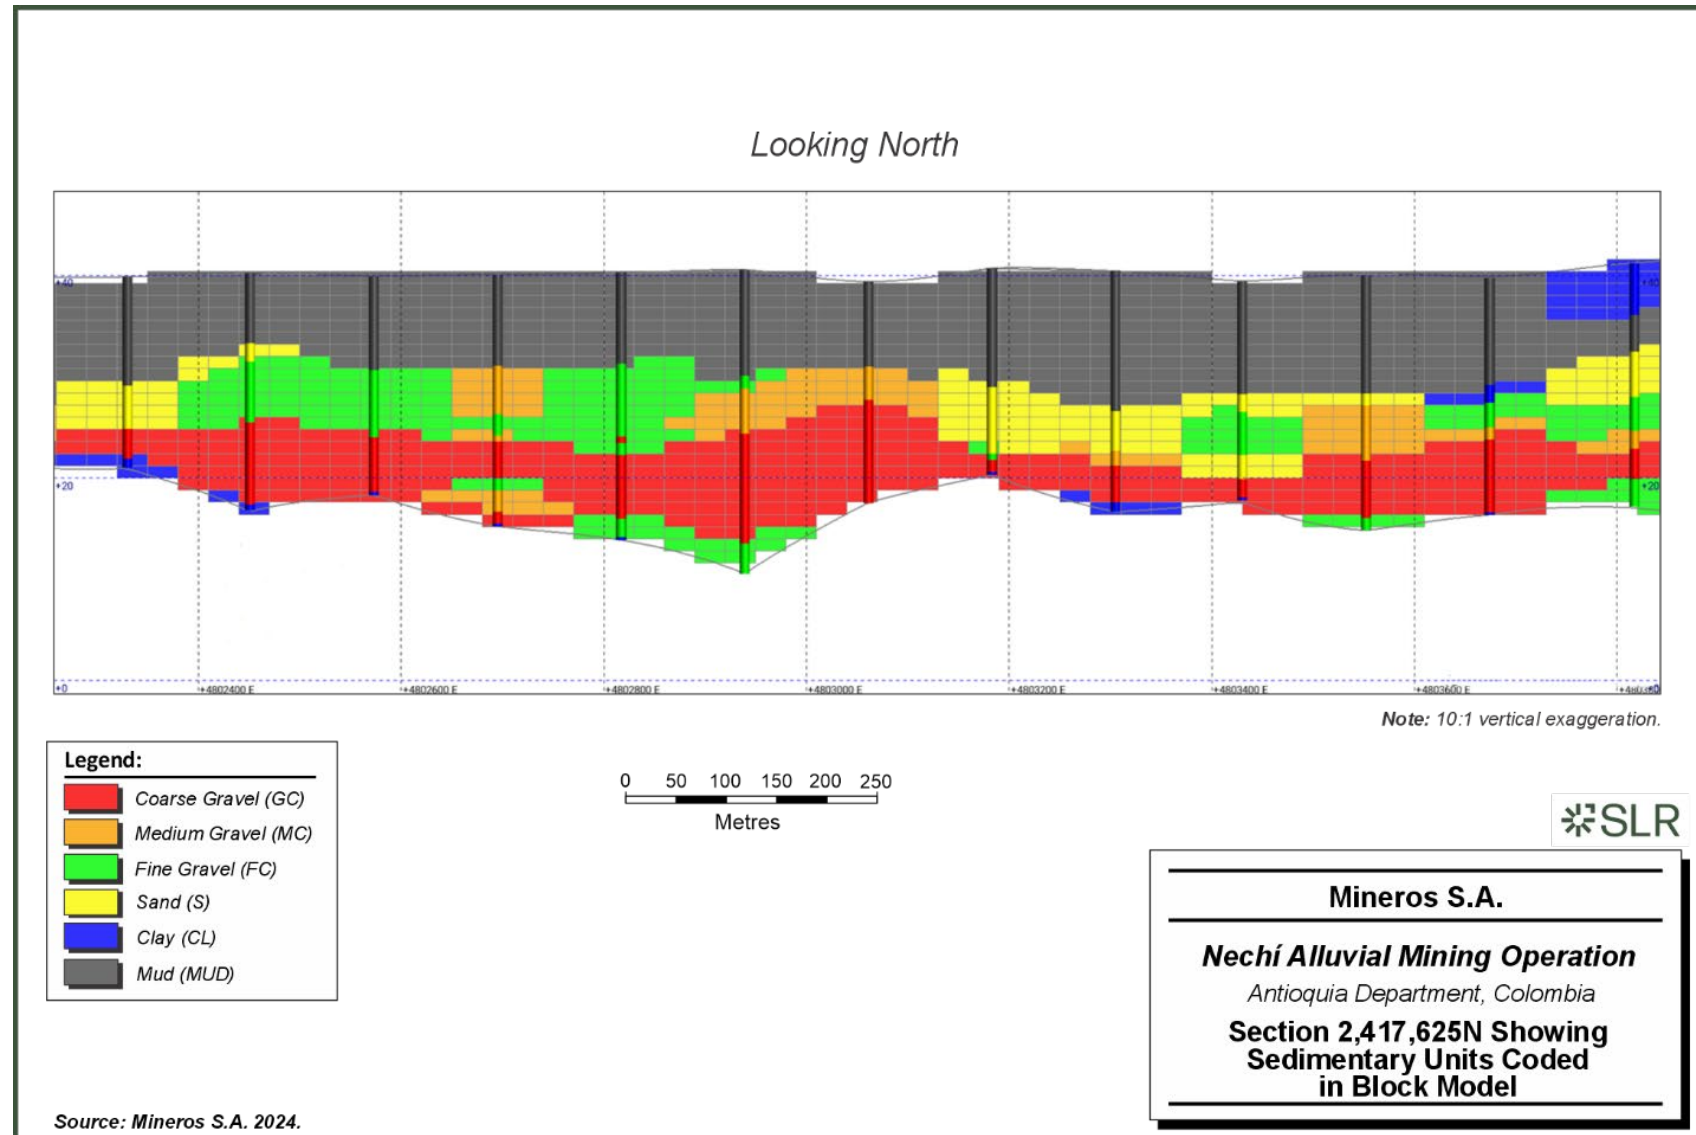 Looking North
+40
+40
+20
+20
+0
+4802400 E
+4802600 E
+4802800 E
+4803000 E
+4803200 E
+4803400 E
+4803600 E
Note: 10:1 vertical exaggeration.
Legend:
Coarse Gravel (GC)
Medium Gravel (MC)
Fine Gravel (FC)
Sand (S)
Clay (CL)
Mud (MUD)
0 50 100 150 200 250
Metres
SLR
Mineros S.A.
Nechí Alluvial Mining Operation
Antioquia Department, Colombia
Section 2,417,625N Showing
Sedimentary Units Coded
in Block Model
Source: Mineros S.A. 2024.